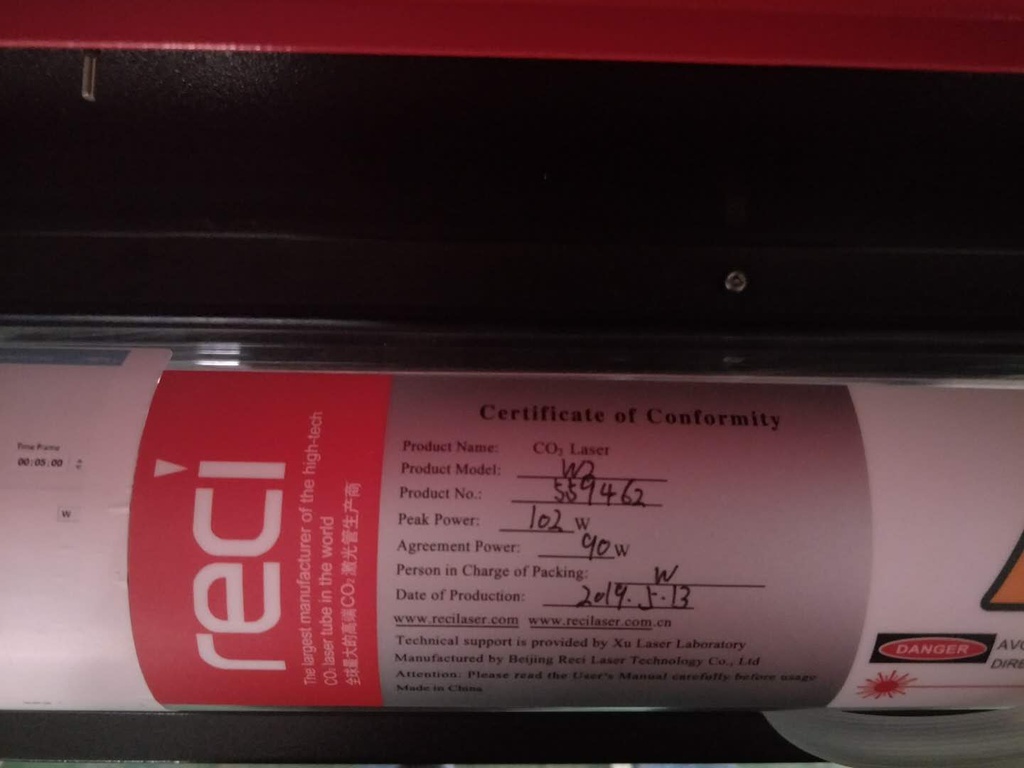 Time Frame
00:05:00
W
reci
The largest manufacturer of the high-tech
CO₂ laser tube in the world
全球最大的高端CO₂激光管生产商
Certificate of Conformity
Product Name: CO₂ Laser
Product Model: W2
Product No.: 559462
Peak Power: 102 W
Agreement Power: 90 W
Person in Charge of Packing: W
Date of Production: 2019.5.13
www.recilaser.com www.recilaser.com.cn
Technical support is provided by Xu Laser Laboratory
Manufactured by Beijing Reci Laser Technology Co., Ltd
Attention: Please read the User's Manual carefully before usage
Made in China
DANGER